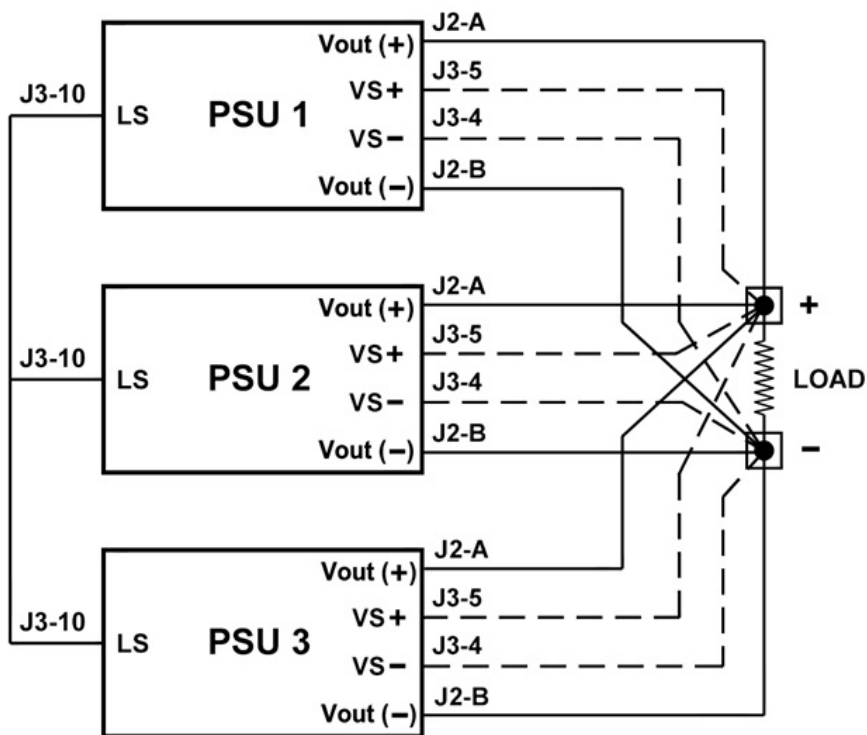 J2-A
Vout (+)
J3-5
J3-10
VS+
LS
PSU 1
J3-4
VS-
J2-B
Vout (-)
J2-A
Vout (+)
+
J3-5
J3-10
VS+
LS
PSU 2
LOAD
J3-4
VS-
J2-B
Vout (-)
-
J2-A
Vout (+)
J3-5
J3-10
VS+
LS
PSU 3
J3-4
VS-
J2-B
Vout (-)